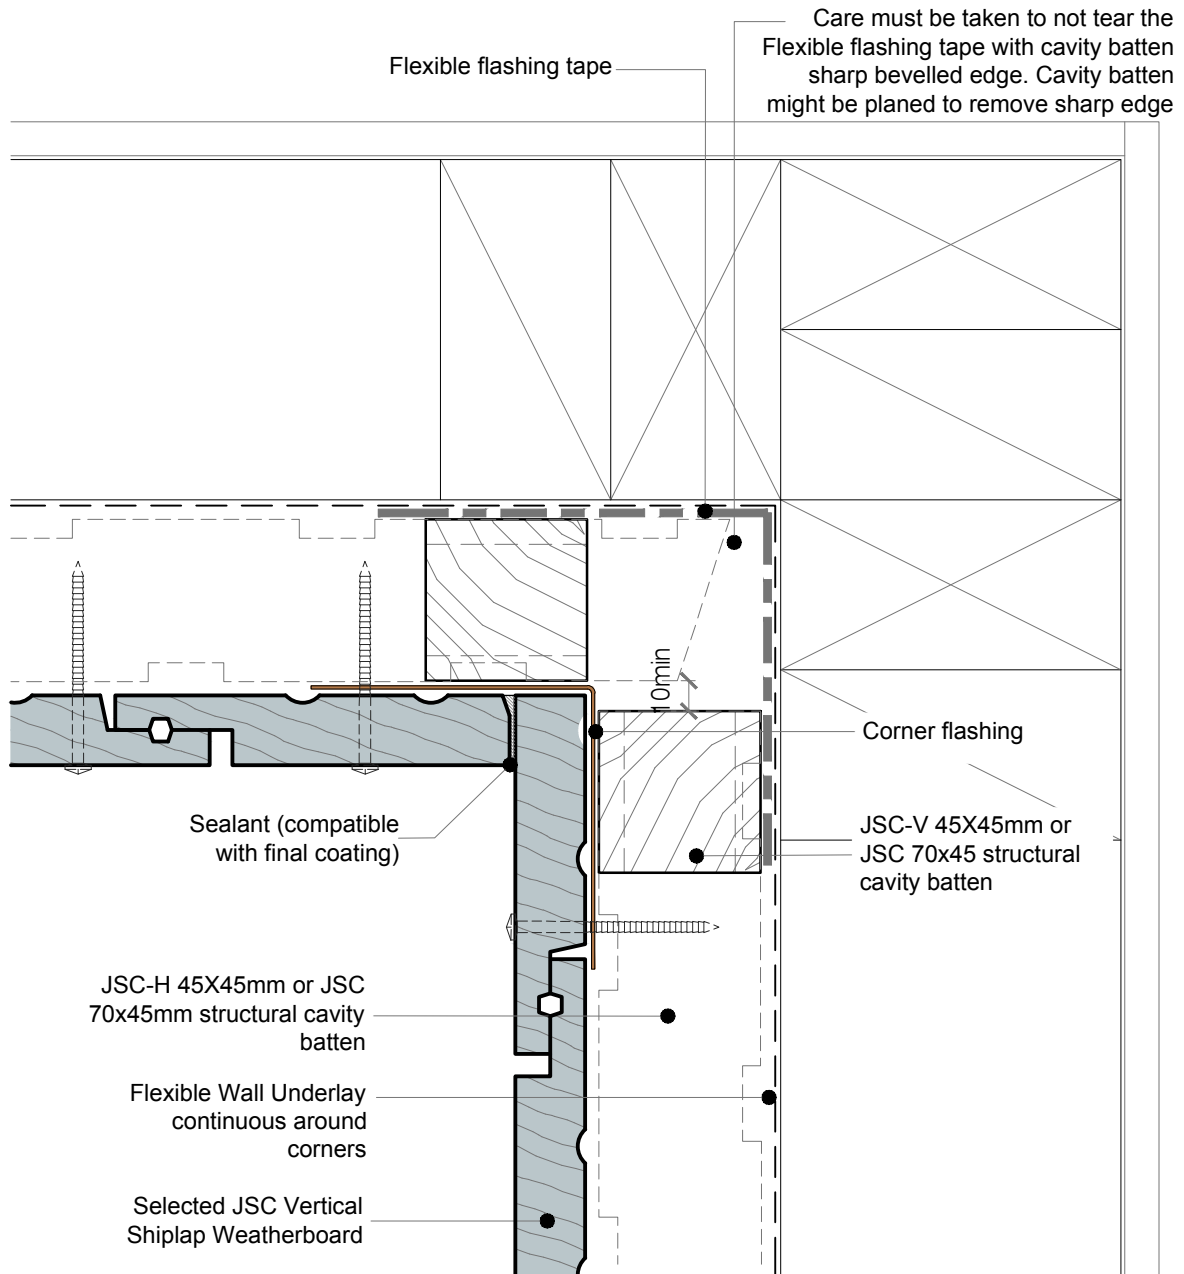 Care must be taken to not tear the
Flexible flashing tape with cavity batten
sharp bevelled edge. Cavity batten
might be planed to remove sharp edge
Flexible flashing tape
10min
Corner flashing
Sealant (compatible
with final coating)
JSC-V 45X45mm or
JSC 70x45 structural
cavity batten
JSC-H 45X45mm or JSC
70x45mm structural cavity
batten
Flexible Wall Underlay
continuous around
corners
Selected JSC Vertical
Shiplap Weatherboard